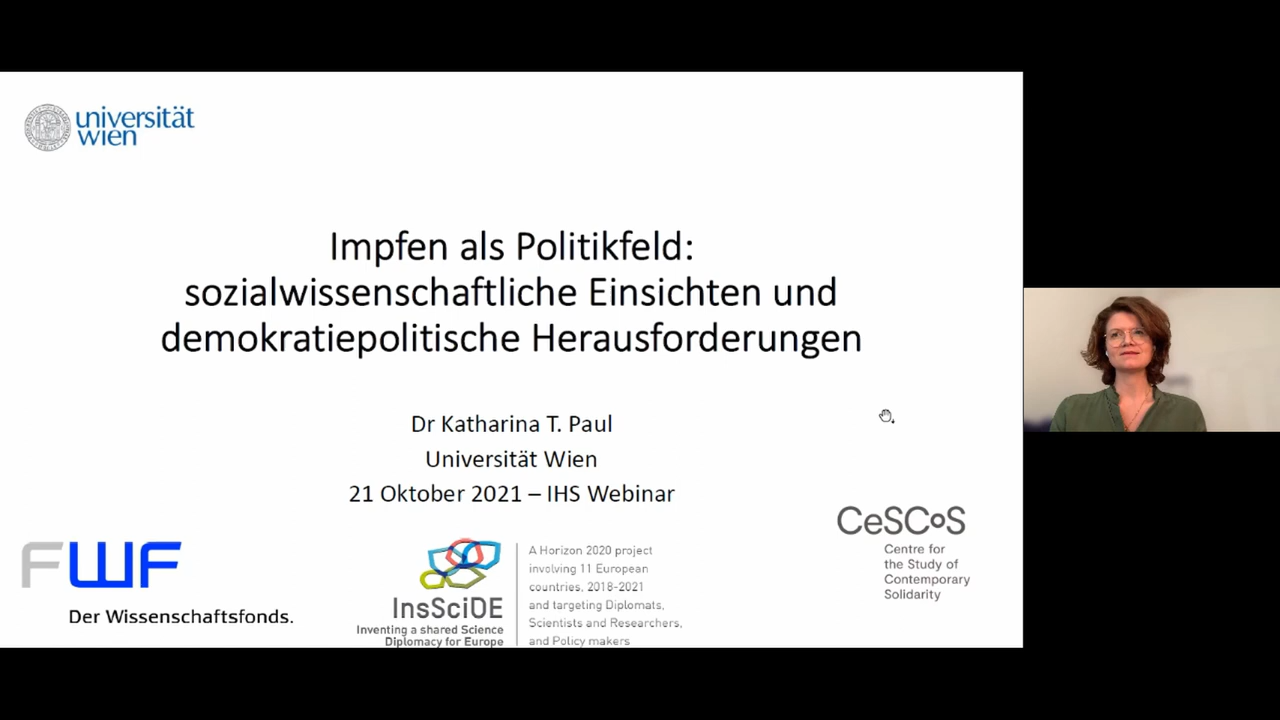 universität
wien
Impfen als Politikfeld:
sozialwissenschaftliche Einsichten und
demokratiepolitische Herausforderungen
Dr Katharina T. Paul
Universität Wien
21 Oktober 2021 – IHS Webinar
FWF
Der Wissenschaftsfonds.
InsSciDE
Inventing a shared Science
Diplomacy for Europe
A Horizon 2020 project
involving 11 European
countries, 2018-2021
and targeting Diplomats,
Scientists and Researchers,
and Policy makers
CeSCoS
Centre for
the Study of
Contemporary
Solidarity